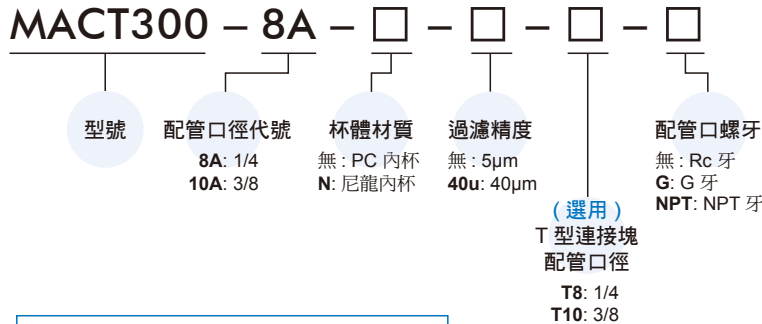 MACT300 – 8A – □ – □ – □ – □
型號
配管口徑代號
8A: 1/4
10A: 3/8
杯體材質
無 : PC 內杯
N: 尼龍內杯
過濾精度
無 : 5µm
40u: 40µm
（選用）
T 型連接塊
配管口徑
T8: 1/4
T10: 3/8
配管口螺牙
無 : Rc 牙
G: G 牙
NPT: NPT 牙